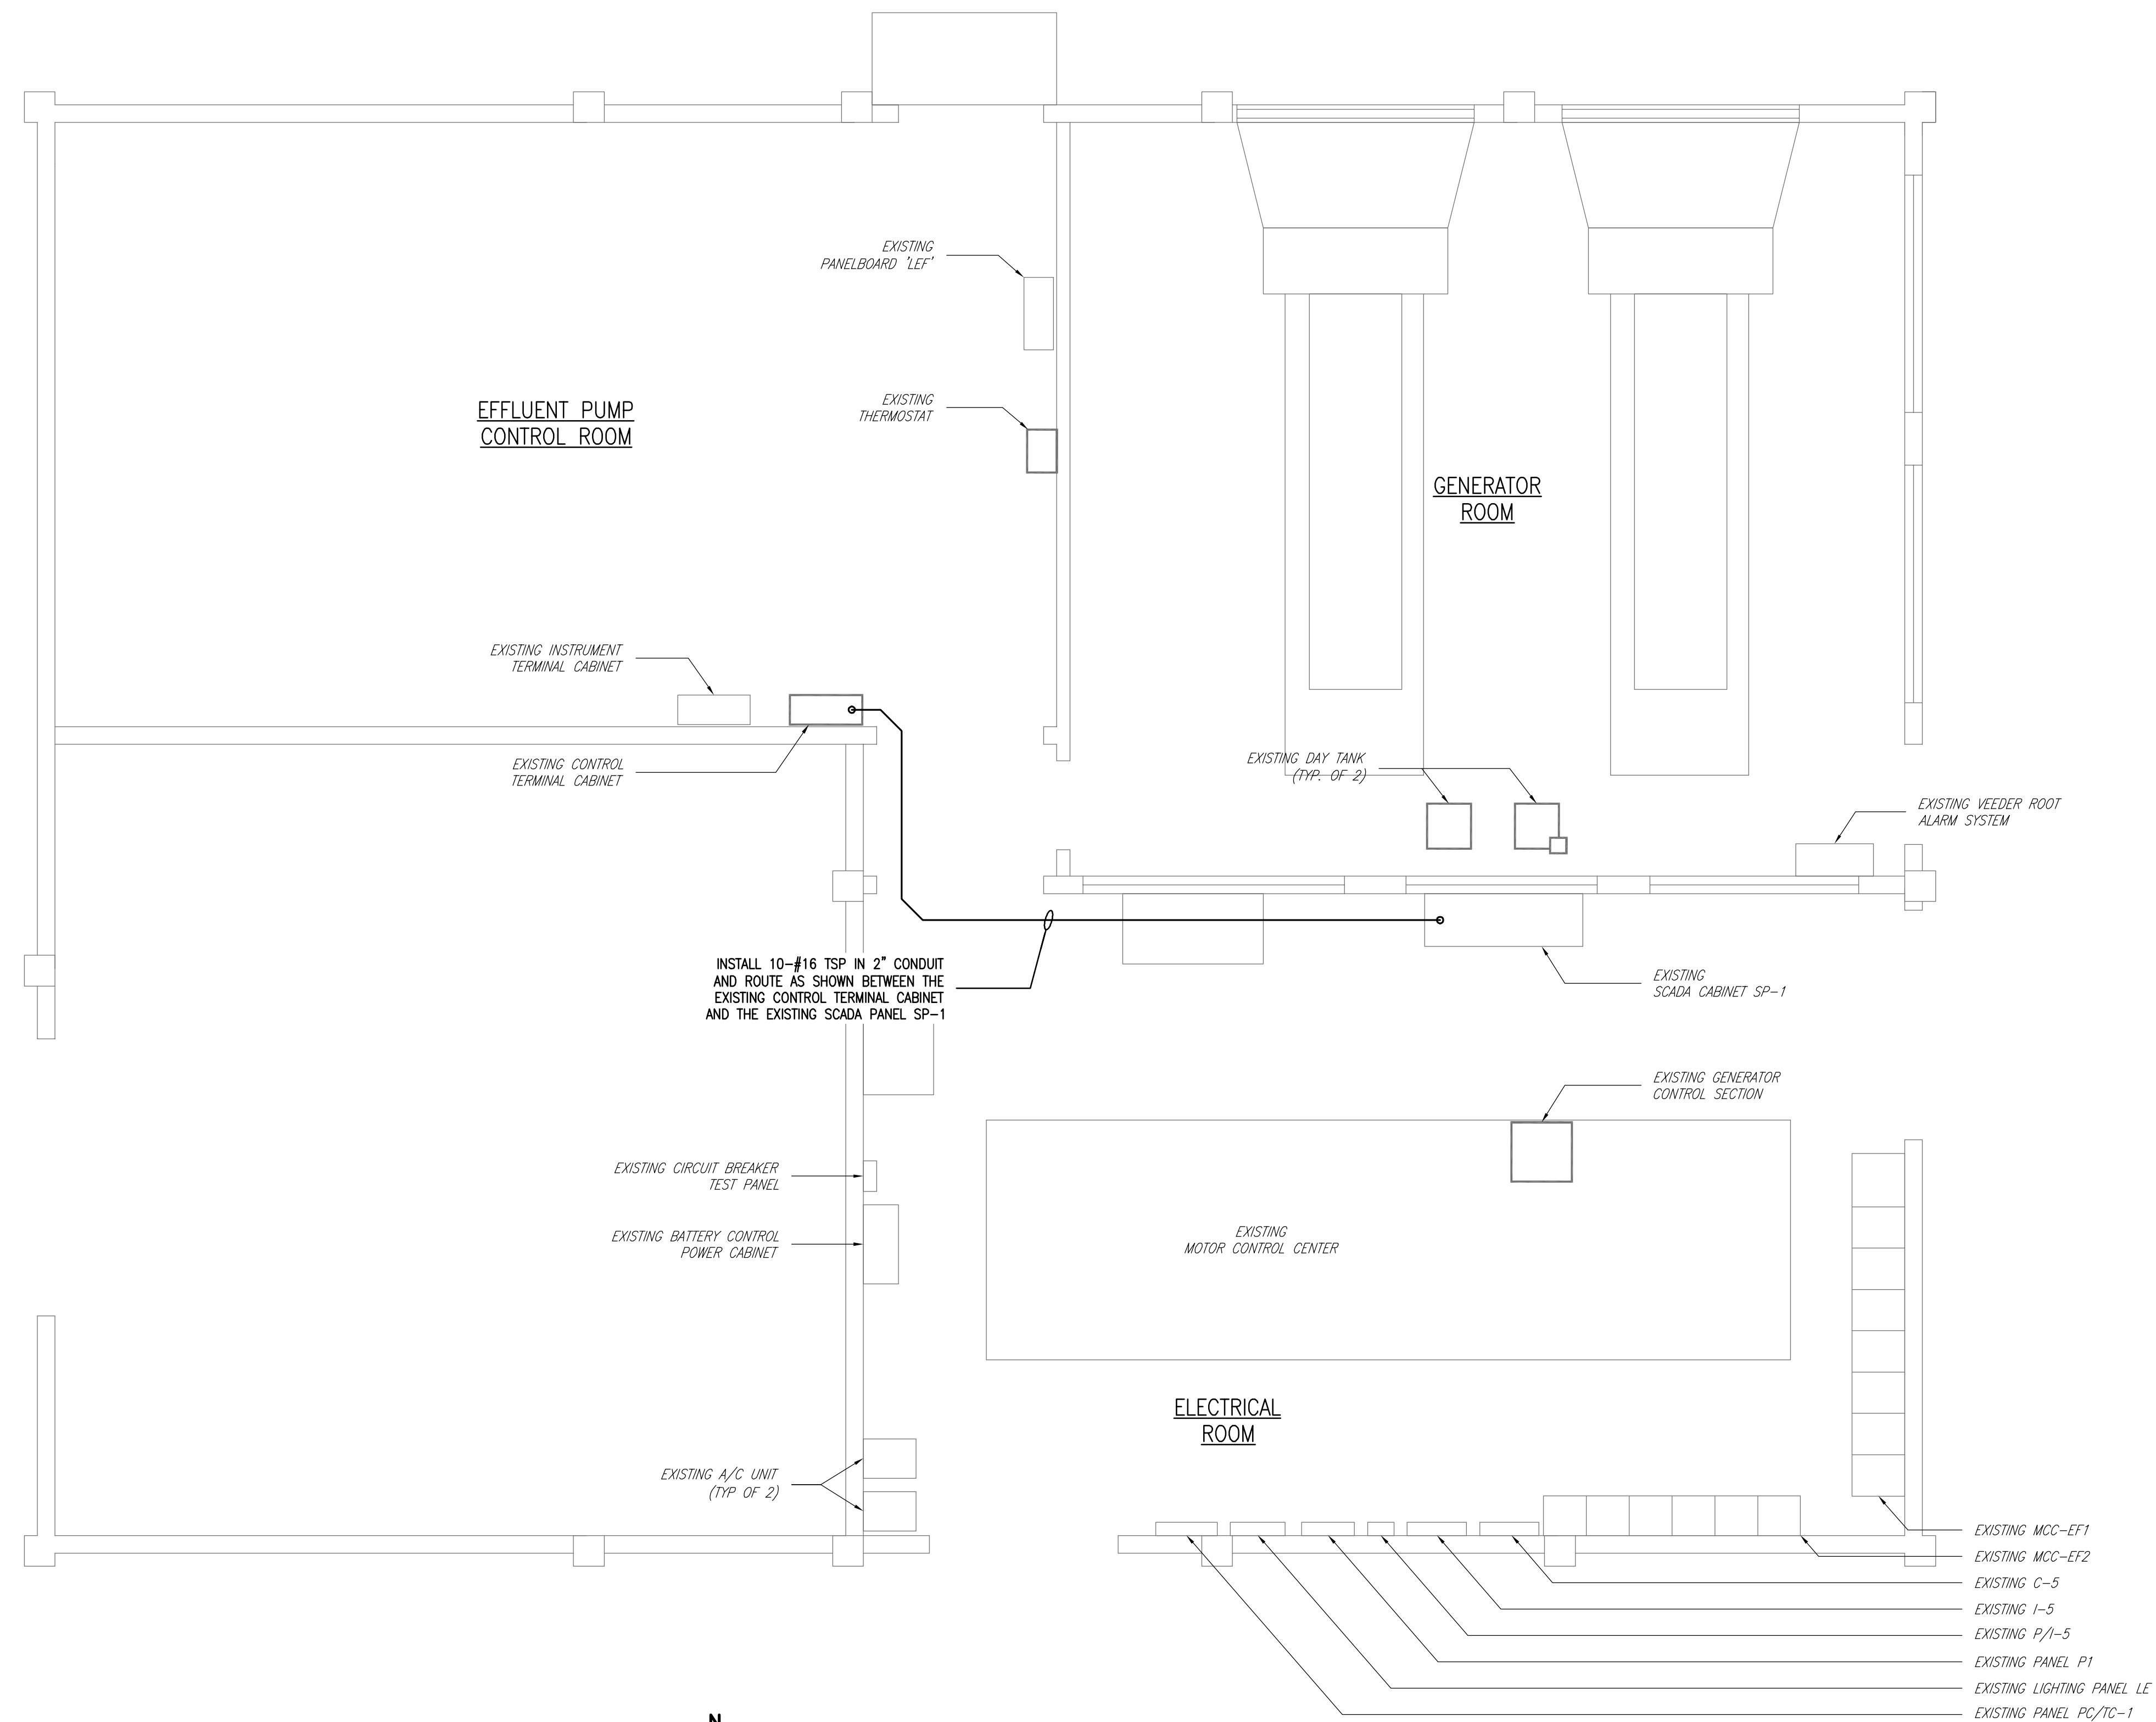 EXISTING
PANELBOARD 'LEF'
EXISTING
THERMOSTAT
EFFLUENT PUMP
CONTROL ROOM
GENERATOR
ROOM
EXISTING INSTRUMENT
TERMINAL CABINET
EXISTING CONTROL
TERMINAL CABINET
EXISTING DAY TANK
(TYP. OF 2)
EXISTING VEEDER ROOT
ALARM SYSTEM
INSTALL 10-#16 TSP IN 2" CONDUIT
AND ROUTE AS SHOWN BETWEEN THE
EXISTING CONTROL TERMINAL CABINET
AND THE EXISTING SCADA PANEL SP-1
EXISTING
SCADA CABINET SP-1
EXISTING GENERATOR
CONTROL SECTION
EXISTING CIRCUIT BREAKER
TEST PANEL
EXISTING BATTERY CONTROL
POWER CABINET
EXISTING
MOTOR CONTROL CENTER
ELECTRICAL
ROOM
EXISTING A/C UNIT
(TYP OF 2)
EXISTING MCC-EF1
EXISTING MCC-EF2
EXISTING C-5
EXISTING I-5
EXISTING P/I-5
EXISTING PANEL P1
EXISTING LIGHTING PANEL LE
EXISTING PANEL PC/TC-1
N